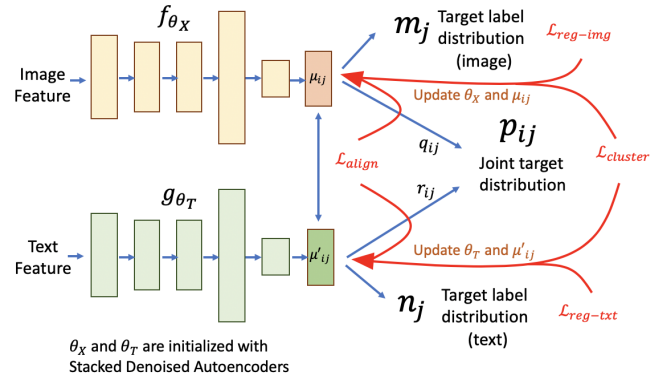 f_{θ_X}
Image
Feature
μ_{ij}
m_j
Target label
distribution
(image)
ℒ_{reg-img}
Update θ_X and μ_{ij}
q_{ij}
p_{ij}
Joint target
distribution
ℒ_{align}
ℒ_{cluster}
r_{ij}
g_{θ_T}
Text
Feature
μ'_{ij}
Update θ_T and μ'_{ij}
n_j
Target label
distribution
(text)
ℒ_{reg-txt}
θ_X and θ_T are initialized with
Stacked Denoised Autoencoders